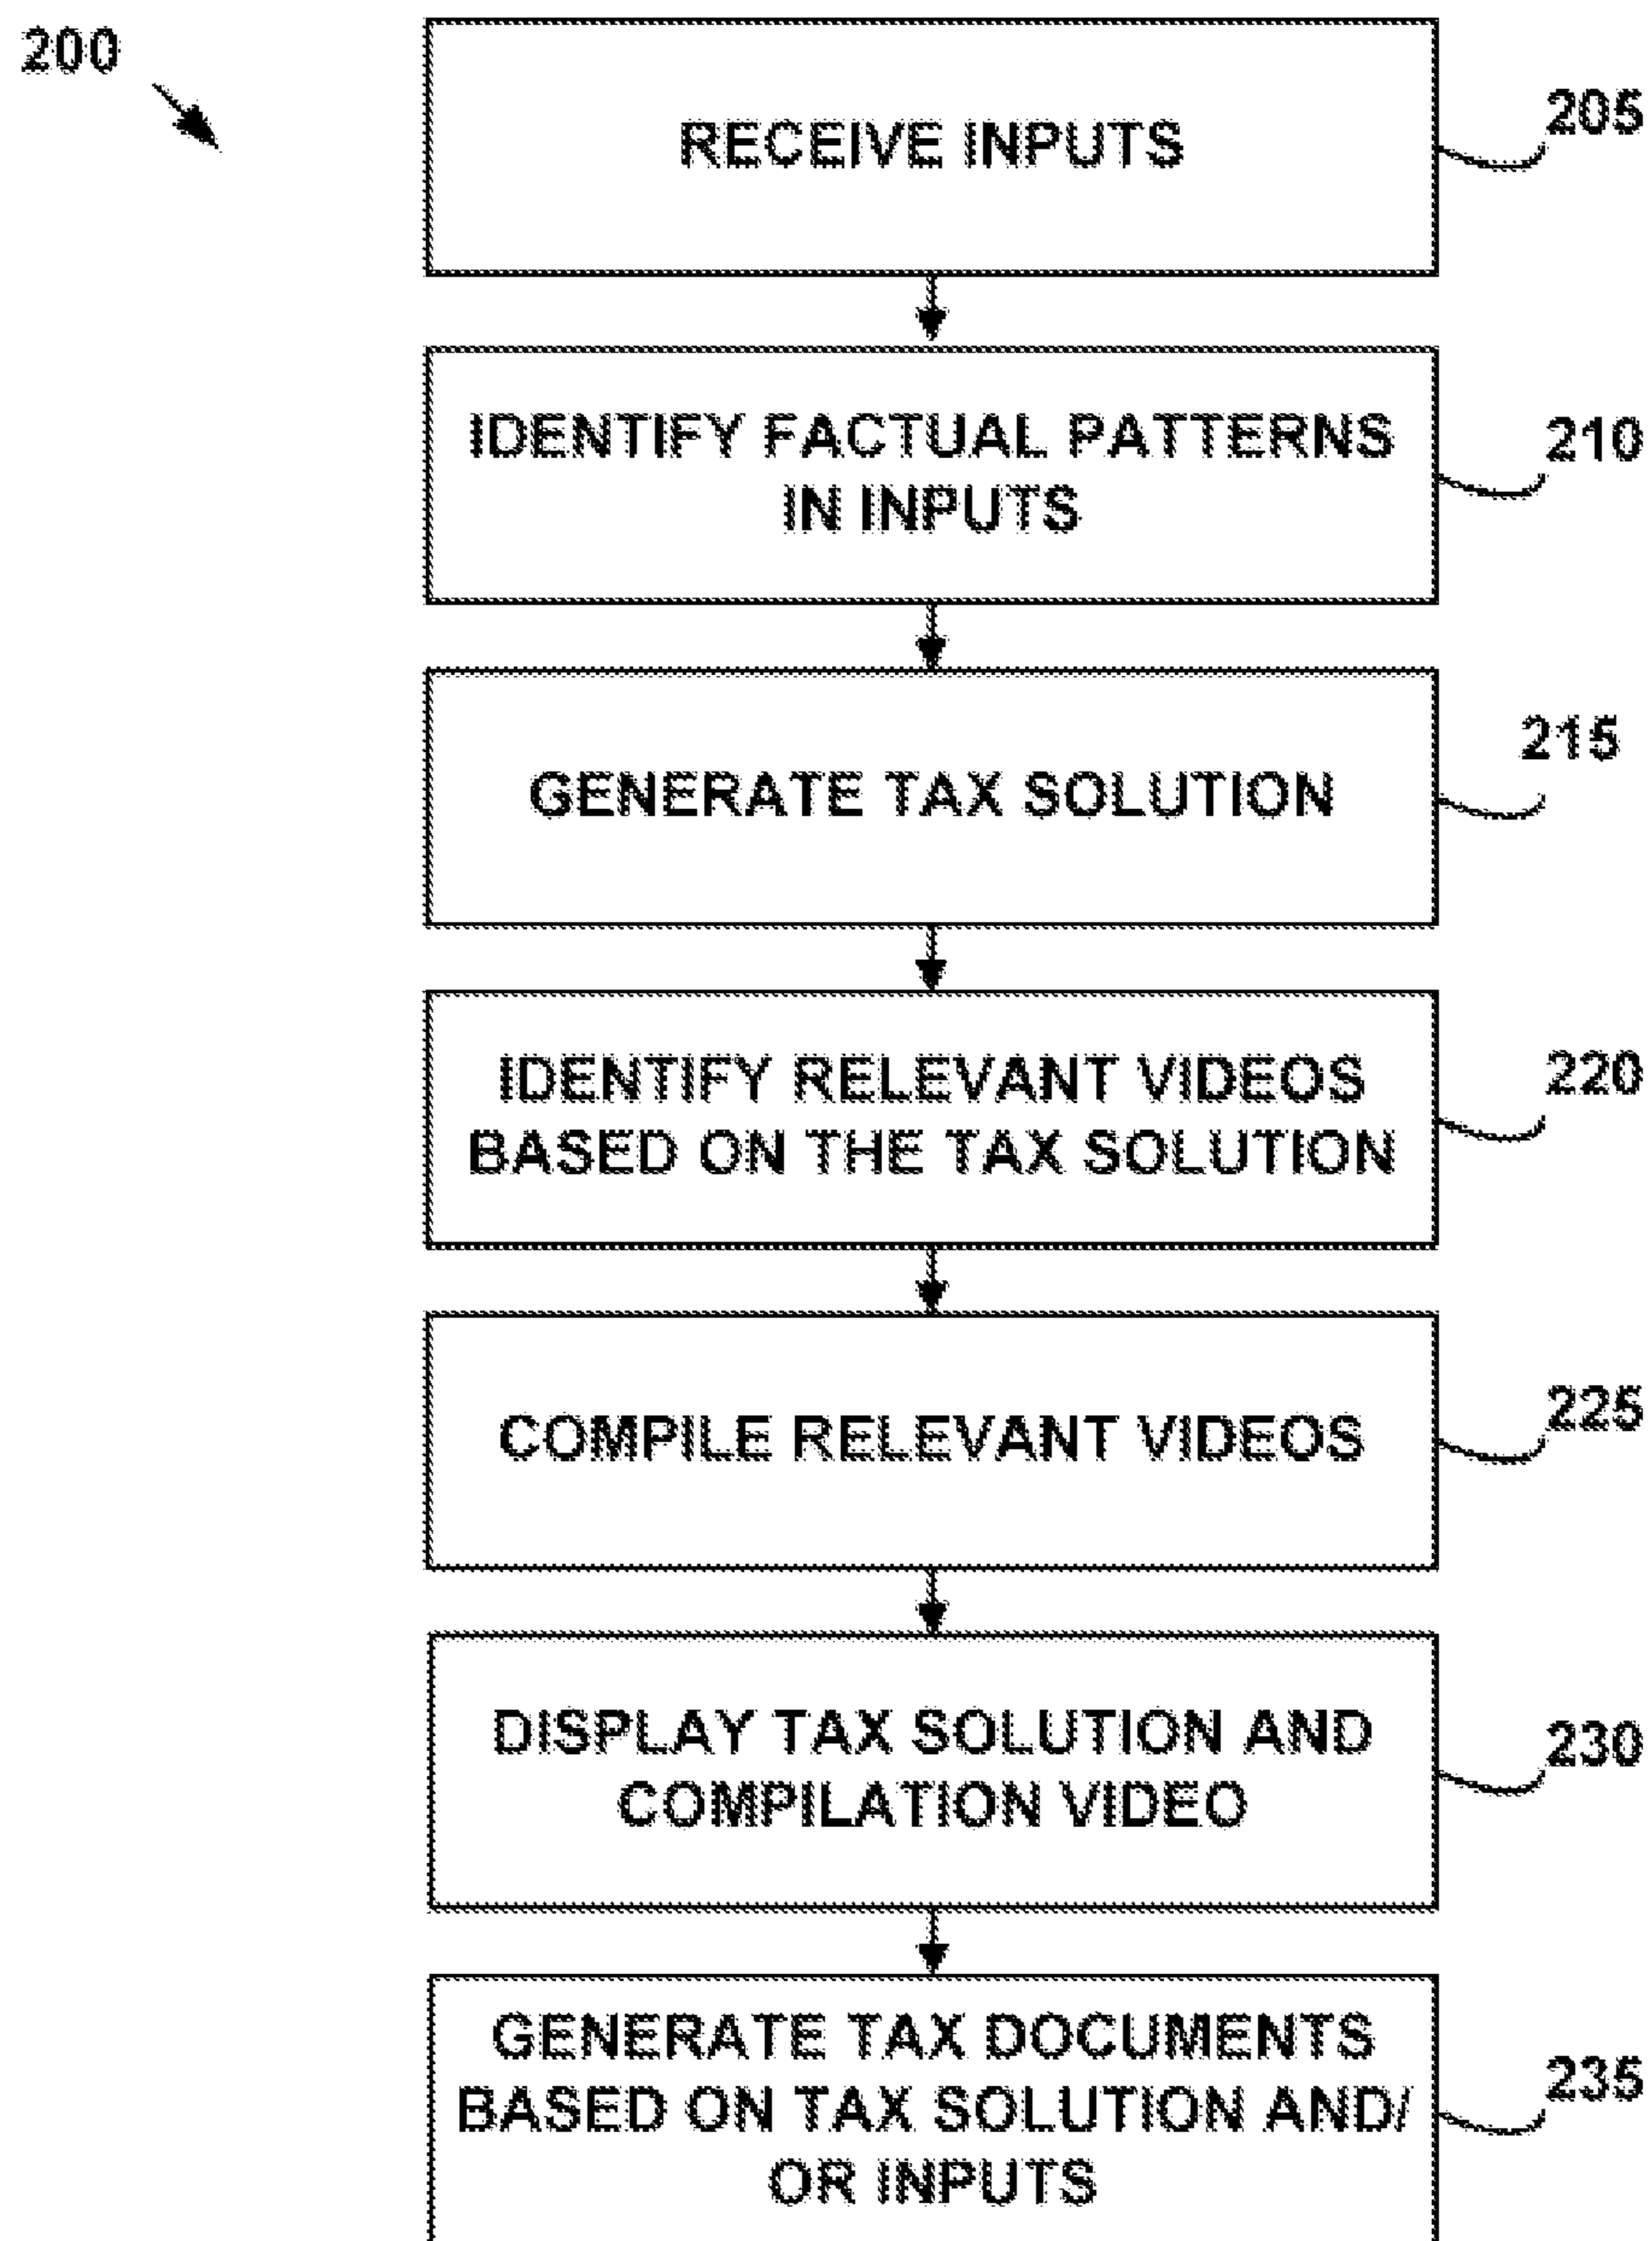 200
RECEIVE INPUTS
205
IDENTIFY FACTUAL PATTERNS
IN INPUTS
210
GENERATE TAX SOLUTION
215
IDENTIFY RELEVANT VIDEOS
BASED ON THE TAX SOLUTION
220
COMPILE RELEVANT VIDEOS
225
DISPLAY TAX SOLUTION AND
COMPILATION VIDEO
230
GENERATE TAX DOCUMENTS
BASED ON TAX SOLUTION AND/
OR INPUTS
235